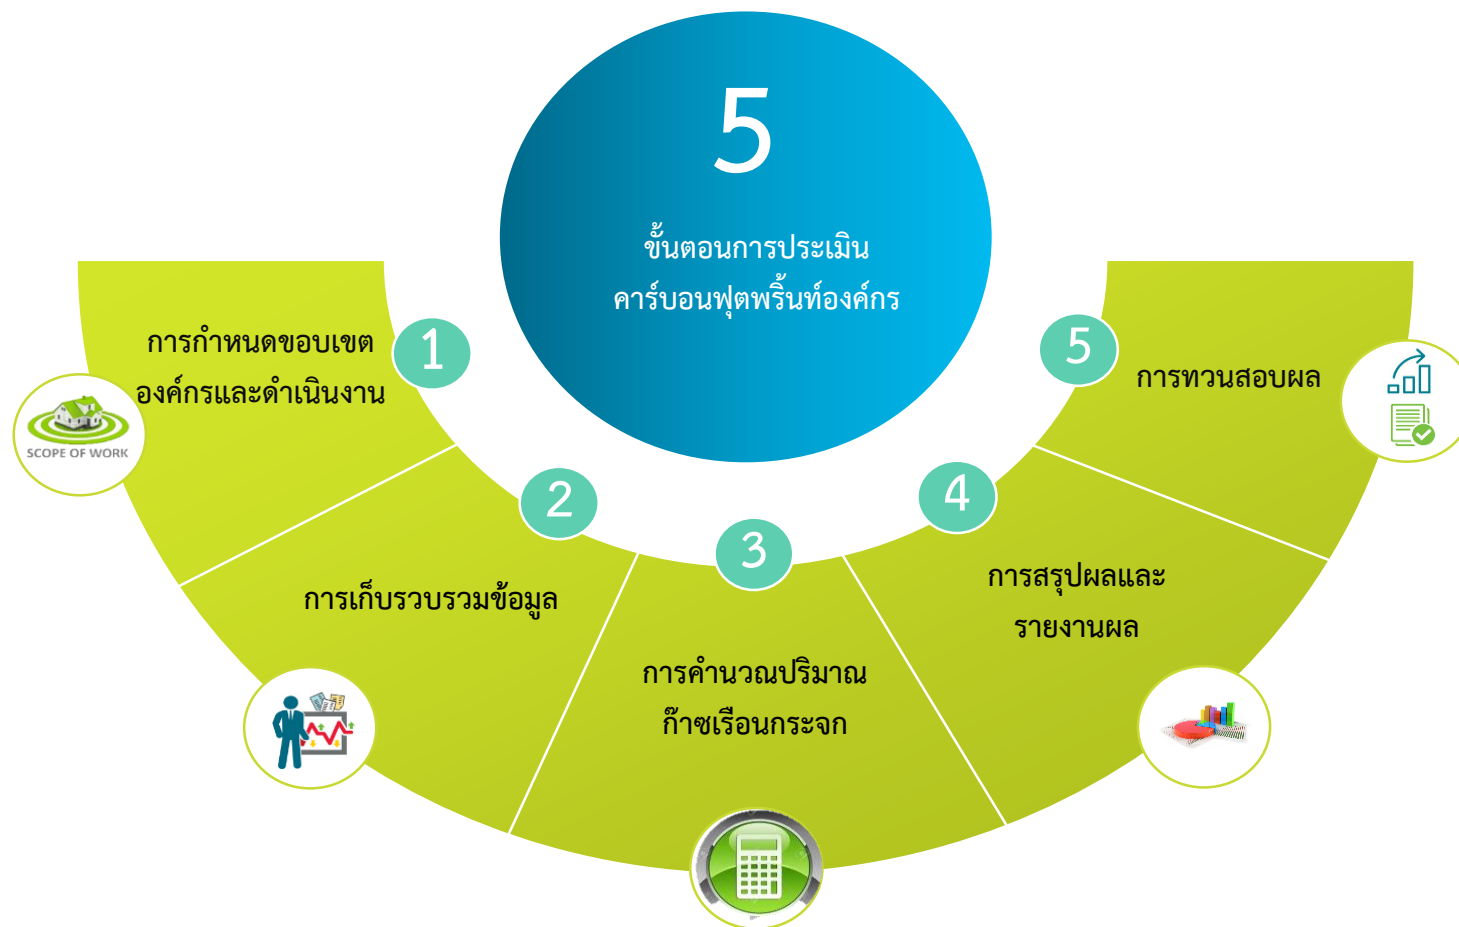 5
ขั้นตอนการประเมิน
คาร์บอนฟุตพริ้นท์องค์กร
1
การกำหนดขอบเขต
องค์กรและดำเนินงาน
SCOPE OF WORK
2
การเก็บรวบรวมข้อมูล
3
การคำนวณปริมาณ
ก๊าซเรือนกระจก
4
การสรุปผลและ
รายงานผล
5
การทวนสอบผล